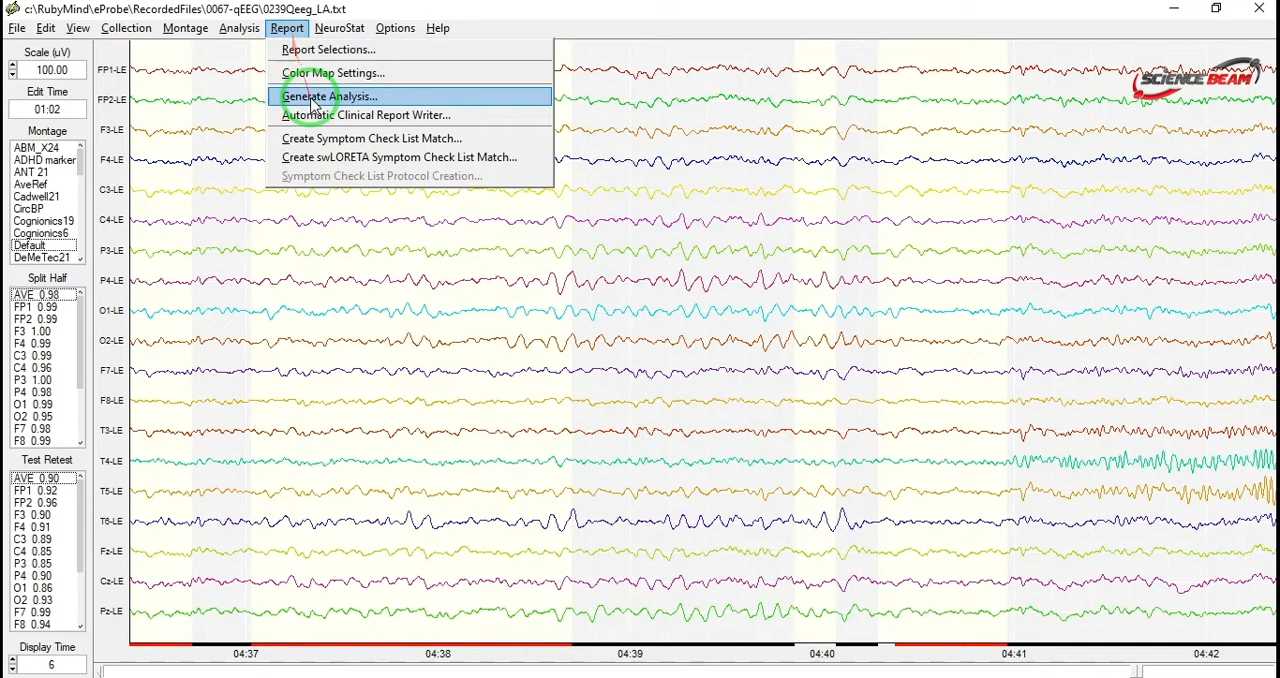 c:\RubyMind\eProbe\RecordedFiles\0067-qEEG\0239Qeeg_LA.txt
File Edit View Collection Montage Analysis Report NeuroStat Options Help
Report Selections...
Color Map Settings...
Generate Analysis...
Automatic Clinical Report Writer...
Create Symptom Check List Match...
Create swLORETA Symptom Check List Match...
Symptom Check List Protocol Creation...
Scale (uV)
100.00
Edit Time
01:02
Montage
ABM_X24
ADHD marker
ANT 21
AveRef
Cadwell21
CircBP
Cognionics19
Cognionics6
Default
DeMeTec21
Split Half
AVE 0.98
FP1 0.99
FP2 0.99
F3 1.00
F4 0.99
C3 0.99
C4 0.96
P3 1.00
P4 0.98
O1 0.99
O2 0.95
F7 0.98
F8 0.99
Test Retest
AVE 0.90
FP1 0.92
FP2 0.96
F3 0.90
F4 0.91
C3 0.89
C4 0.85
P3 0.85
P4 0.90
O1 0.86
O2 0.93
F7 0.99
F8 0.94
Display Time
6
FP1-LE
FP2-LE
F3-LE
F4-LE
C3-LE
C4-LE
P3-LE
P4-LE
O1-LE
O2-LE
F7-LE
F8-LE
T3-LE
T4-LE
T5-LE
T6-LE
Fz-LE
Cz-LE
Pz-LE
04:37 04:38 04:39 04:40 04:41 04:42
SCIENCE BEAM